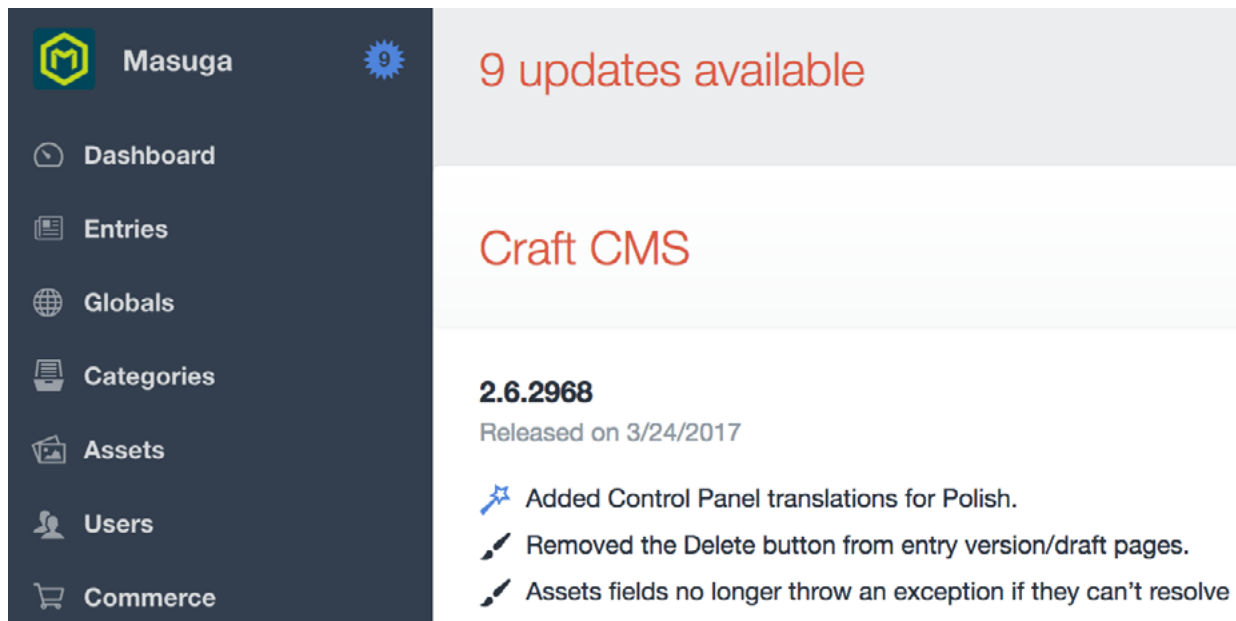 Masuga
9
Dashboard
Entries
Globals
Categories
Assets
Users
Commerce
9 updates available
Craft CMS
2.6.2968
Released on 3/24/2017
Added Control Panel translations for Polish.
Removed the Delete button from entry version/draft pages.
Assets fields no longer throw an exception if they can’t resolve